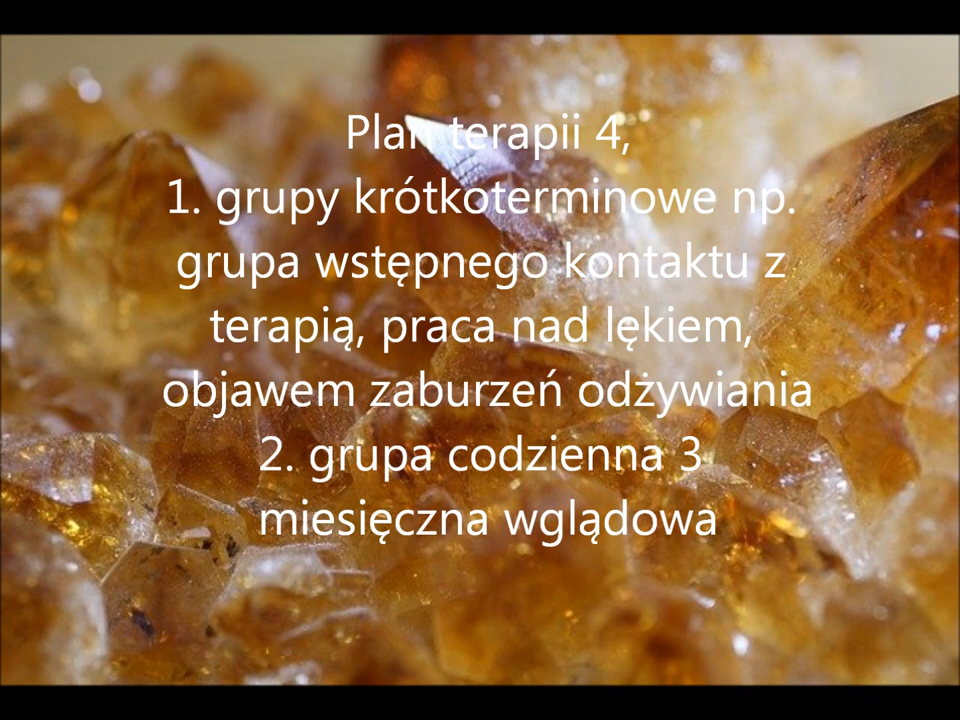 Plan terapii 4,
1. grupy krótkoterminowe np.
grupa wstępnego kontaktu z
terapią, praca nad lękiem,
objawem zaburzeń odżywiania
2. grupa codzienna 3
miesięczna wglądowa